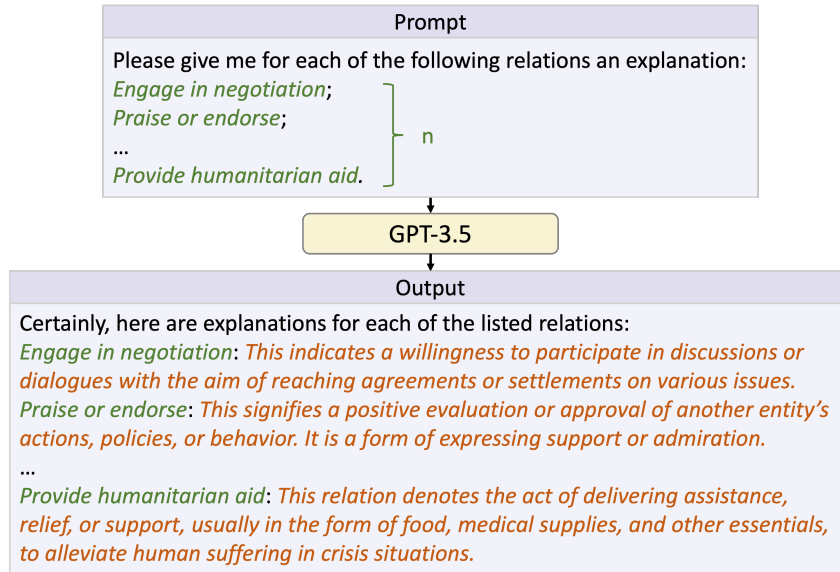 Prompt
Please give me for each of the following relations an explanation:
Engage in negotiation;
Praise or endorse;
n
…
Provide humanitarian aid.
GPT-3.5
Output
Certainly, here are explanations for each of the listed relations:
Engage in negotiation: This indicates a willingness to participate in discussions or
dialogues with the aim of reaching agreements or settlements on various issues.
Praise or endorse: This signifies a positive evaluation or approval of another entity’s
actions, policies, or behavior. It is a form of expressing support or admiration.
…
Provide humanitarian aid: This relation denotes the act of delivering assistance,
relief, or support, usually in the form of food, medical supplies, and other essentials,
to alleviate human suffering in crisis situations.